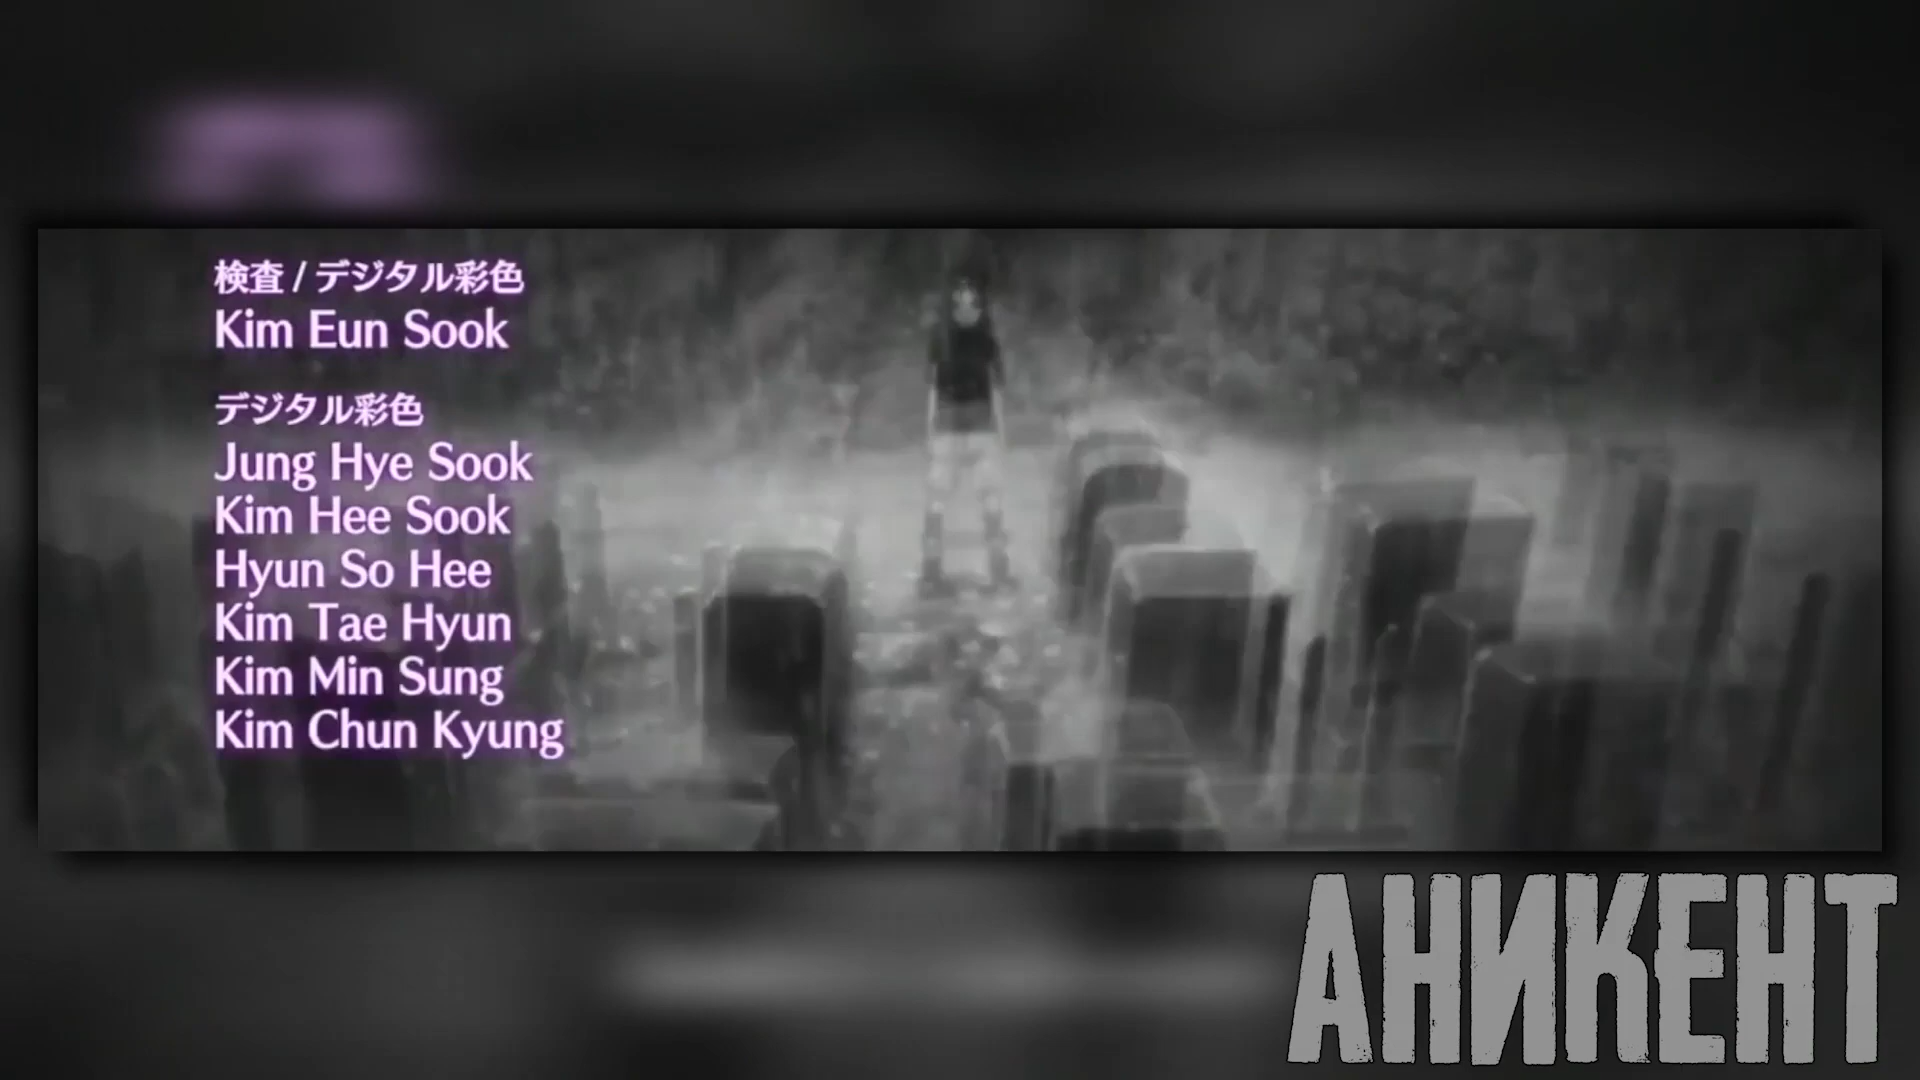 検査 / デジタル彩色
Kim Eun Sook
デジタル彩色
Jung Hye Sook
Kim Hee Sook
Hyun So Hee
Kim Tae Hyun
Kim Min Sung
Kim Chun Kyung
АНИКЕНТ